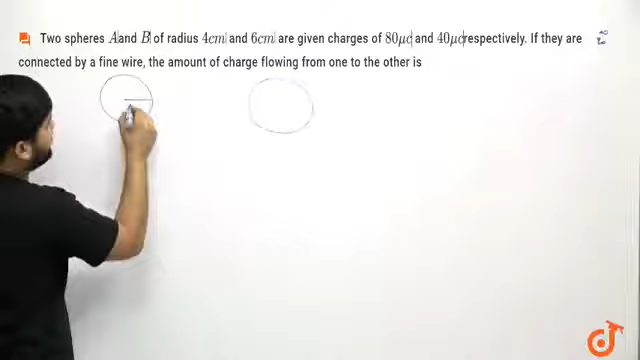 Two spheres A and B of radius 4cm and 6cm are given charges of 80μc and 40μc respectively. If they are
connected by a fine wire, the amount of charge flowing from one to the other is